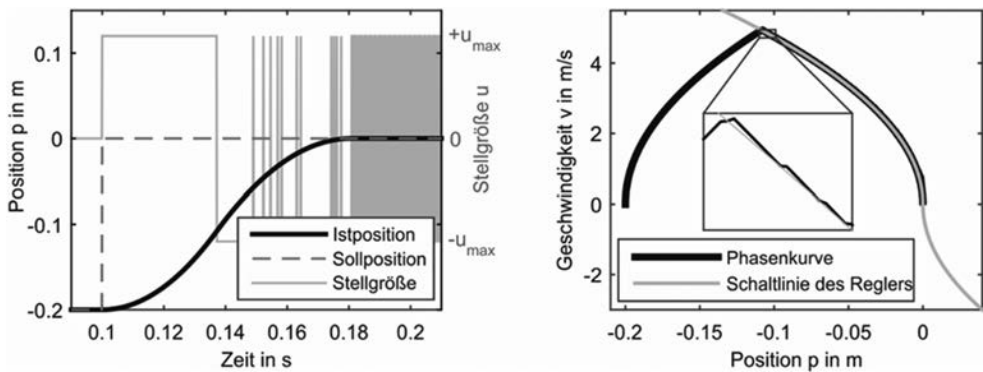 Position p in m
0.1
0
-0.1
-0.2
0.1
0.12
0.14
0.16
0.18
0.2
Zeit in s
+u_max
0
-u_max
Stellgröße u
Istposition
Sollposition
Stellgröße
Geschwindigkeit v in m/s
4
2
0
-2
-0.2
-0.15
-0.1
-0.05
0
Position p in m
Phasenkurve
Schaltlinie des Reglers